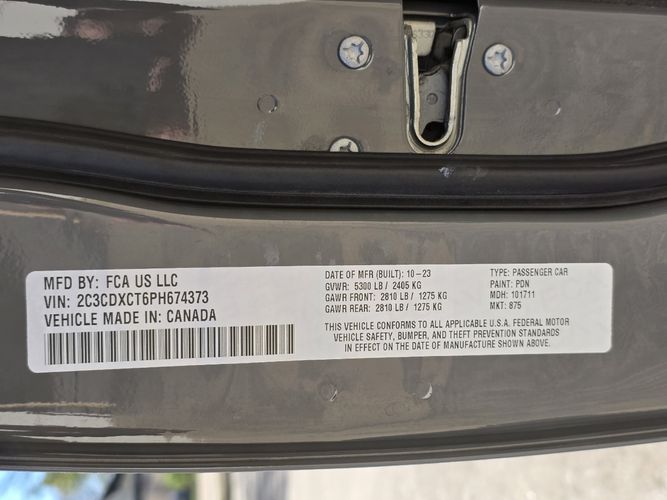 MFD BY: FCA US LLC
VIN: 2C3CDXCT6PH674373
VEHICLE MADE IN: CANADA
DATE OF MFR (BUILT): 10-23
GVWR: 5300 LB / 2405 KG
GAWR FRONT: 2810 LB / 1275 KG
GAWR REAR: 2810 LB / 1275 KG
TYPE: PASSENGER CAR
PAINT: PDN
MDH: 101711
MKT: 875
THIS VEHICLE CONFORMS TO ALL APPLICABLE U.S.A. FEDERAL MOTOR
VEHICLE SAFETY, BUMPER, AND THEFT PREVENTION STANDARDS
IN EFFECT ON THE DATE OF MANUFACTURE SHOWN ABOVE.